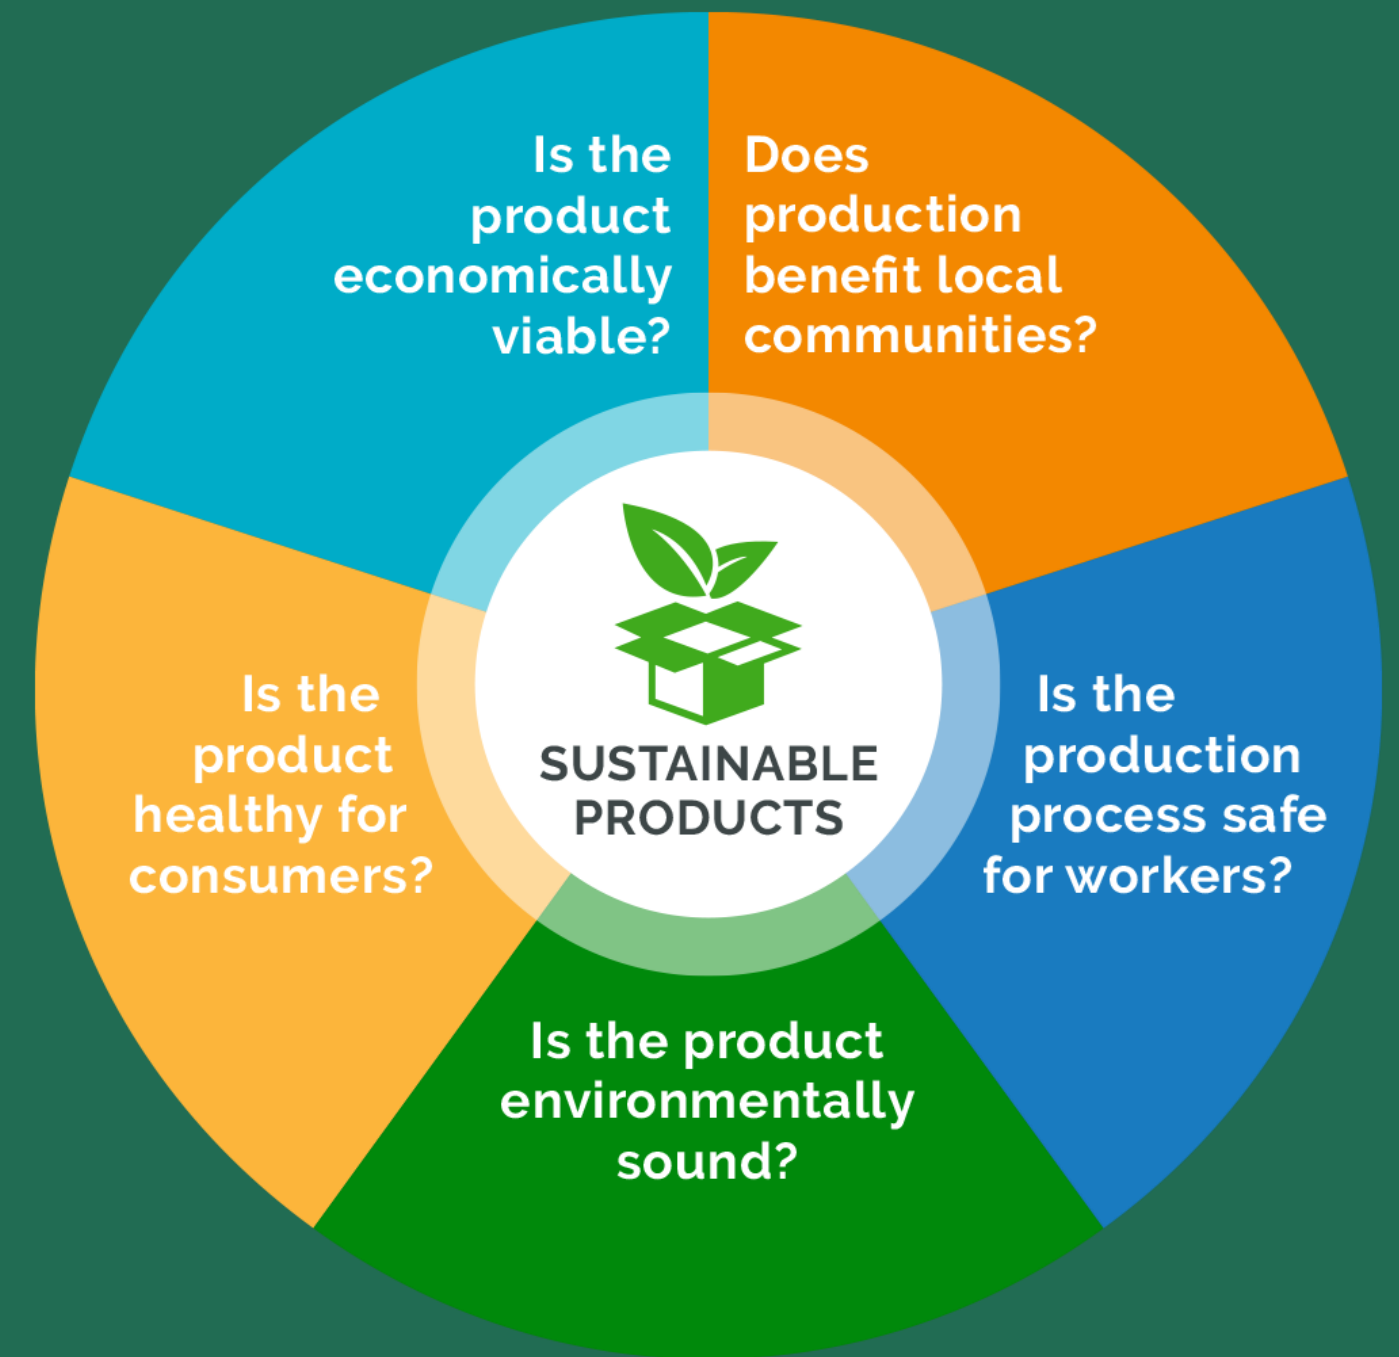 Is the
product
economically
viable?
Does
production
benefit local
communities?
Is the
product
healthy for
consumers?
SUSTAINABLE
PRODUCTS
Is the
production
process safe
for workers?
Is the product
environmentally
sound?